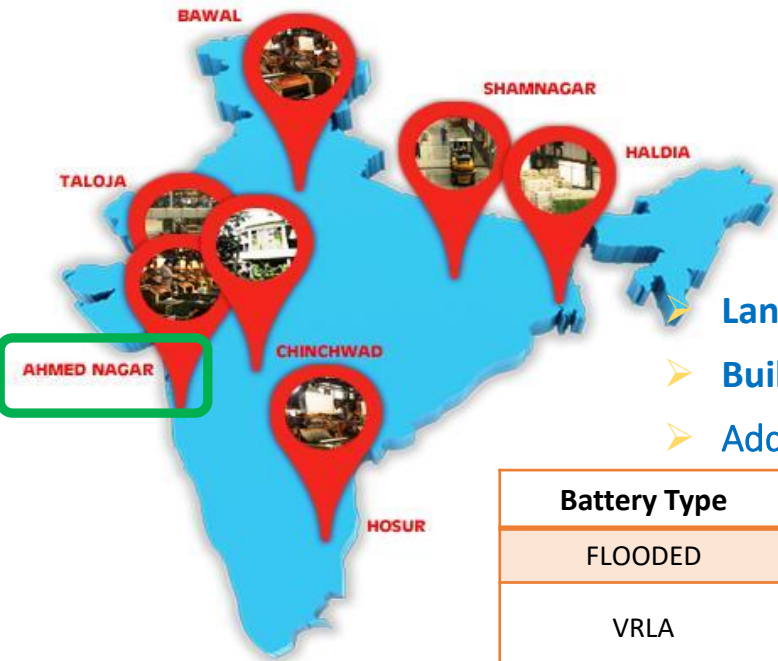 BAWAL
SHAMNAGAR
HALDIA
TALOJA
AHMED NAGAR
CHINCHWAD
HOSUR
Lan
Buil
Add
Battery Type
FLOODED
VRLA